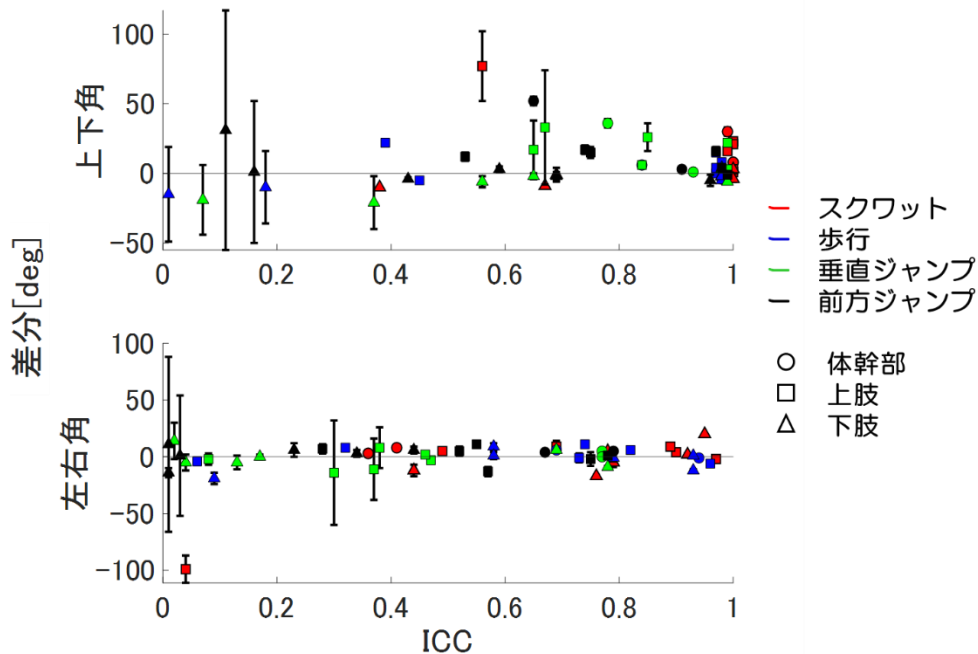 差分[deg]
上下角
100
50
0
-50
0
0.2
0.4
0.6
0.8
1
左右角
100
50
0
-50
-100
0
0.2
0.4
0.6
0.8
1
ICC
スクワット
歩行
垂直ジャンプ
前方ジャンプ
体幹部
上肢
下肢